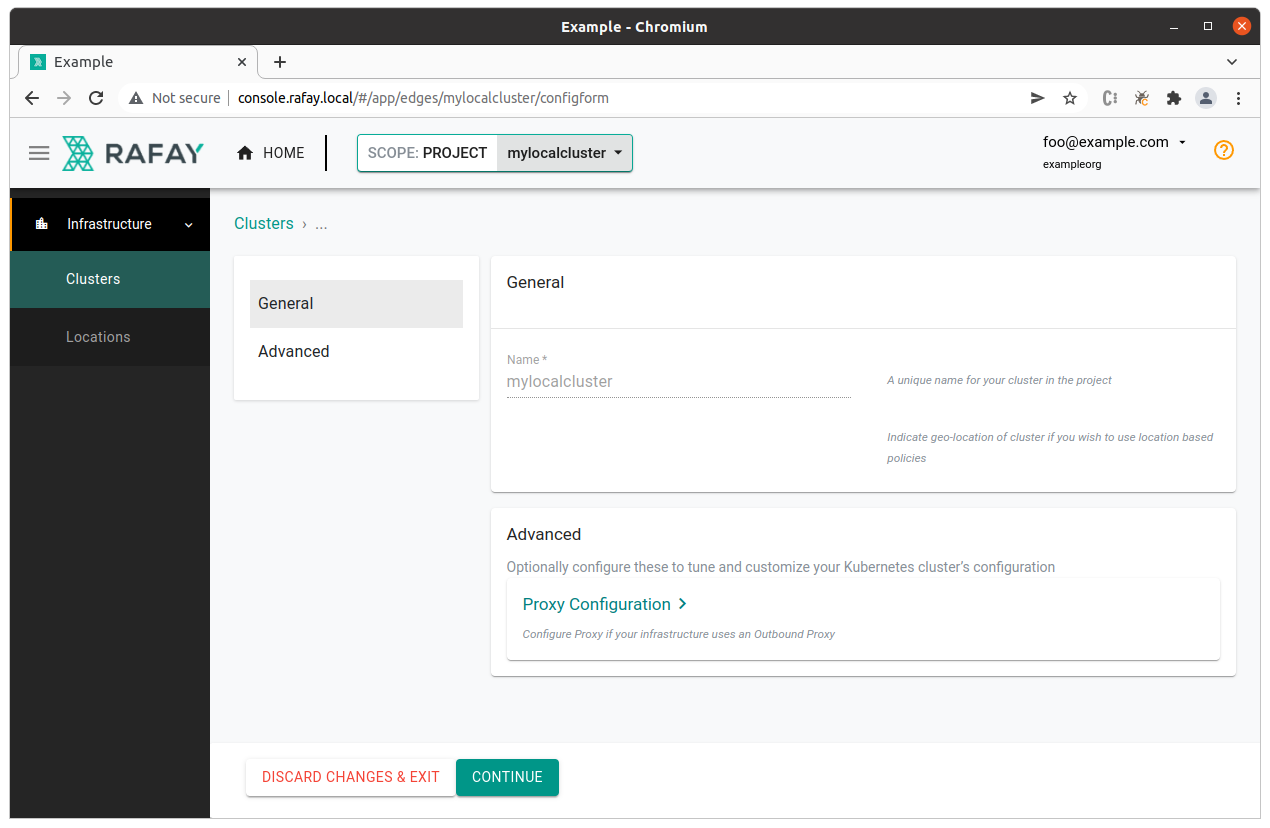 Example - Chromium
Example
Not secure | console.rafay.local/#/app/edges/mylocalcluster/configform
RAFAY
HOME
SCOPE: PROJECT mylocalcluster
foo@example.com
exampleorg
Infrastructure
Clusters
Locations
Clusters › ...
General
Advanced
General
Name *
mylocalcluster
A unique name for your cluster in the project
Indicate geo-location of cluster if you wish to use location based
policies
Advanced
Optionally configure these to tune and customize your Kubernetes cluster's configuration
Proxy Configuration
Configure Proxy if your infrastructure uses an Outbound Proxy
DISCARD CHANGES & EXIT
CONTINUE